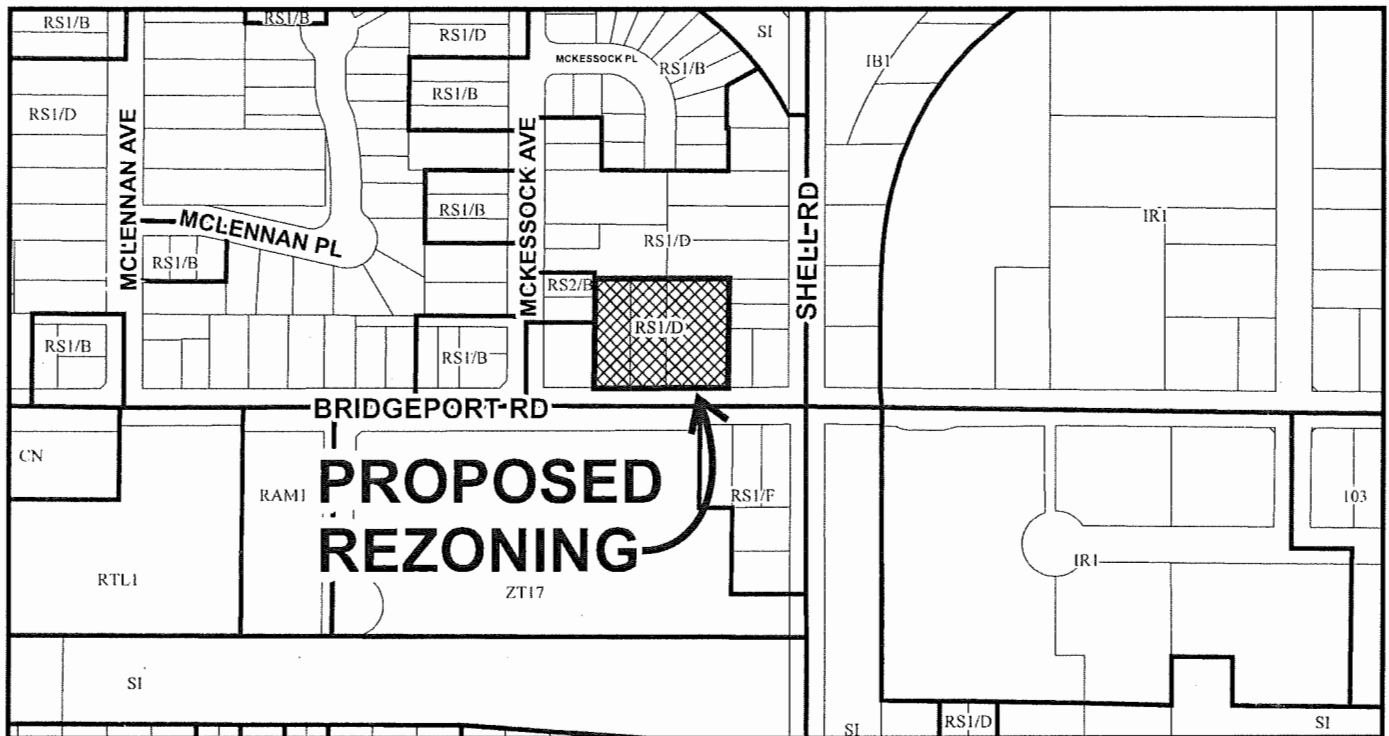 RS1/B
RS1/B
RS1/D
SI
MCKESSOCK PL
RS1/B
IB1
RS1/B
RS1/D
MCLENNAN AVE
MCKESSOCK AVE
SHELL RD
RS1/B
IR1
MCLENNAN PL
RS1/D
RS1/B
RS2/B
RS1/D
RS1/B
RS1/B
BRIDGEPORT RD
CN
PROPOSED
REZONING
RAM1
RS1/F
103
RTL1
ZT17
IR1
SI
SI
RS1/D
SI